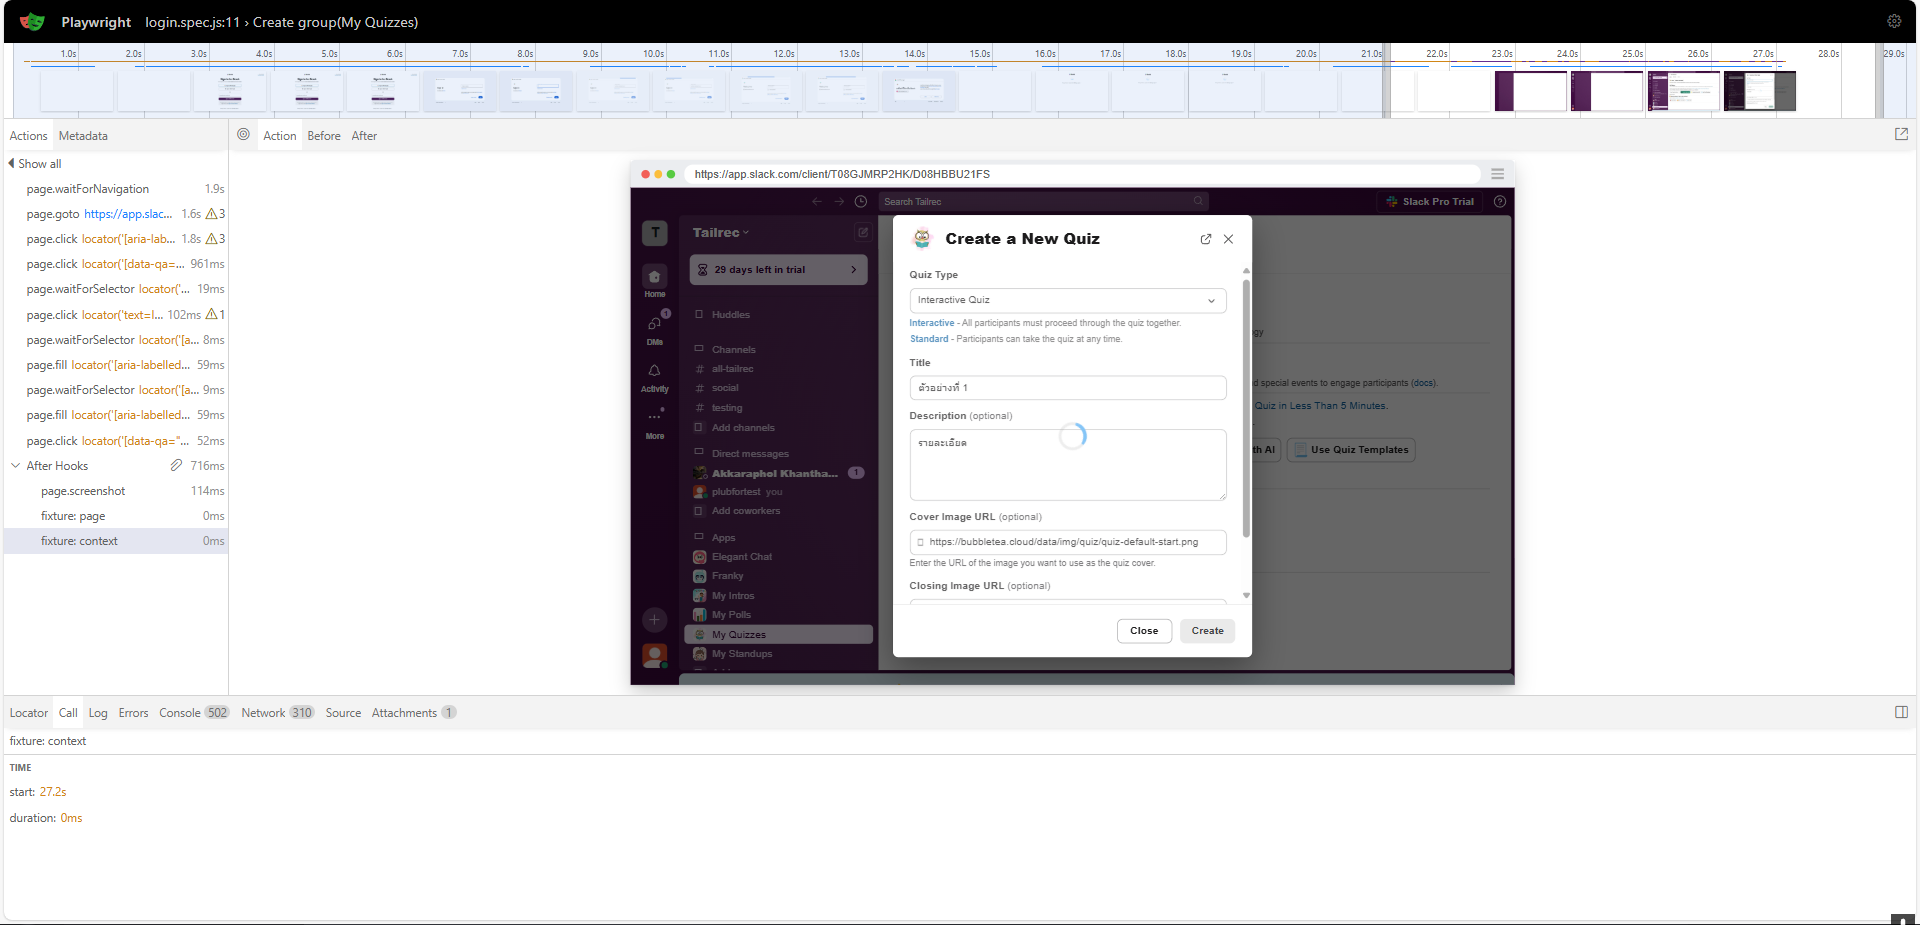 Playwright login.spec.js:11 › Create group(My Quizzes)
1.0s 2.0s 3.0s 4.0s 5.0s 6.0s 7.0s 8.0s 9.0s 10.0s 11.0s 12.0s 13.0s 14.0s 15.0s 16.0s 17.0s 18.0s 19.0s 20.0s 21.0s 22.0s 23.0s 24.0s 25.0s 26.0s 27.0s 28.0s 29.0s
Actions Metadata
Show all
page.waitForNavigation 1.9s
page.goto https://app.slac... 1.6s 3
page.click locator('[aria-lab... 1.8s 3
page.click locator('[data-qa=... 961ms
page.waitForSelector locator('... 19ms
page.click locator('text=I... 102ms 1
page.waitForSelector locator('[a... 8ms
page.fill locator('[aria-labelled... 59ms
page.waitForSelector locator('[a... 9ms
page.fill locator('[aria-labelled... 59ms
page.click locator('[data-qa="... 52ms
After Hooks 716ms
page.screenshot 114ms
fixture: page 0ms
fixture: context 0ms
Action Before After
https://app.slack.com/client/T08GJMRP2HK/D08HBBU21FS
Search Tailrec
Slack Pro Trial
T
Home
1
DMs
Activity
More
Tailrec
29 days left in trial
Huddles
Channels
# all-tailrec
# social
# testing
Add channels
Direct messages
Akkaraphol Khantha... 1
plubfortest you
Add coworkers
Apps
Elegant Chat
Franky
My Intros
My Polls
My Quizzes
My Standups
Create a New Quiz
Quiz Type
Interactive Quiz
Interactive - All participants must proceed through the quiz together.
Standard - Participants can take the quiz at any time.
Title
ตัวอย่างที่ 1
Description (optional)
รายละเอียด
Cover Image URL (optional)
https://bubbletea.cloud/data/img/quiz/quiz-default-start.png
Enter the URL of the image you want to use as the quiz cover.
Closing Image URL (optional)
Close Create
gy
d special events to engage participants (docs).
Quiz in Less Than 5 Minutes.
th AI Use Quiz Templates
Locator Call Log Errors Console 502 Network 310 Source Attachments 1
fixture: context
TIME
start: 27.2s
duration: 0ms